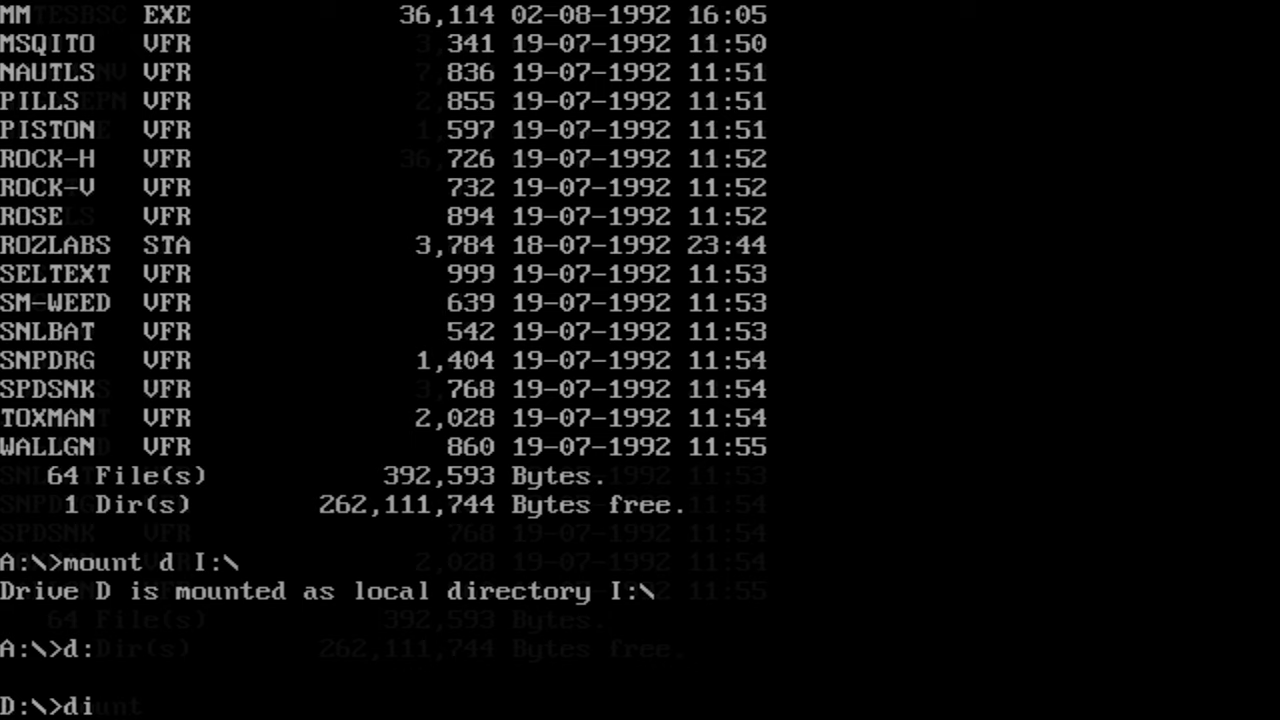 MM EXE 36,114 02-08-1992 16:05
MSQITO VFR 341 19-07-1992 11:50
NAUTLS VFR 836 19-07-1992 11:51
PILLS VFR 855 19-07-1992 11:51
PISTON VFR 597 19-07-1992 11:51
ROCK-H VFR 726 19-07-1992 11:52
ROCK-V VFR 732 19-07-1992 11:52
ROSE VFR 894 19-07-1992 11:52
ROZLABS STA 3,784 18-07-1992 23:44
SELTEXT VFR 999 19-07-1992 11:53
SM-WEED VFR 639 19-07-1992 11:53
SNLBAT VFR 542 19-07-1992 11:53
SNPDRG VFR 1,404 19-07-1992 11:54
SPDSNK VFR 768 19-07-1992 11:54
TOXMAN VFR 2,028 19-07-1992 11:54
WALLGN VFR 860 19-07-1992 11:55
64 File(s) 392,593 Bytes.
1 Dir(s) 262,111,744 Bytes free.
A:\>mount d I:\
Drive D is mounted as local directory I:\
A:\>d:
D:\>di